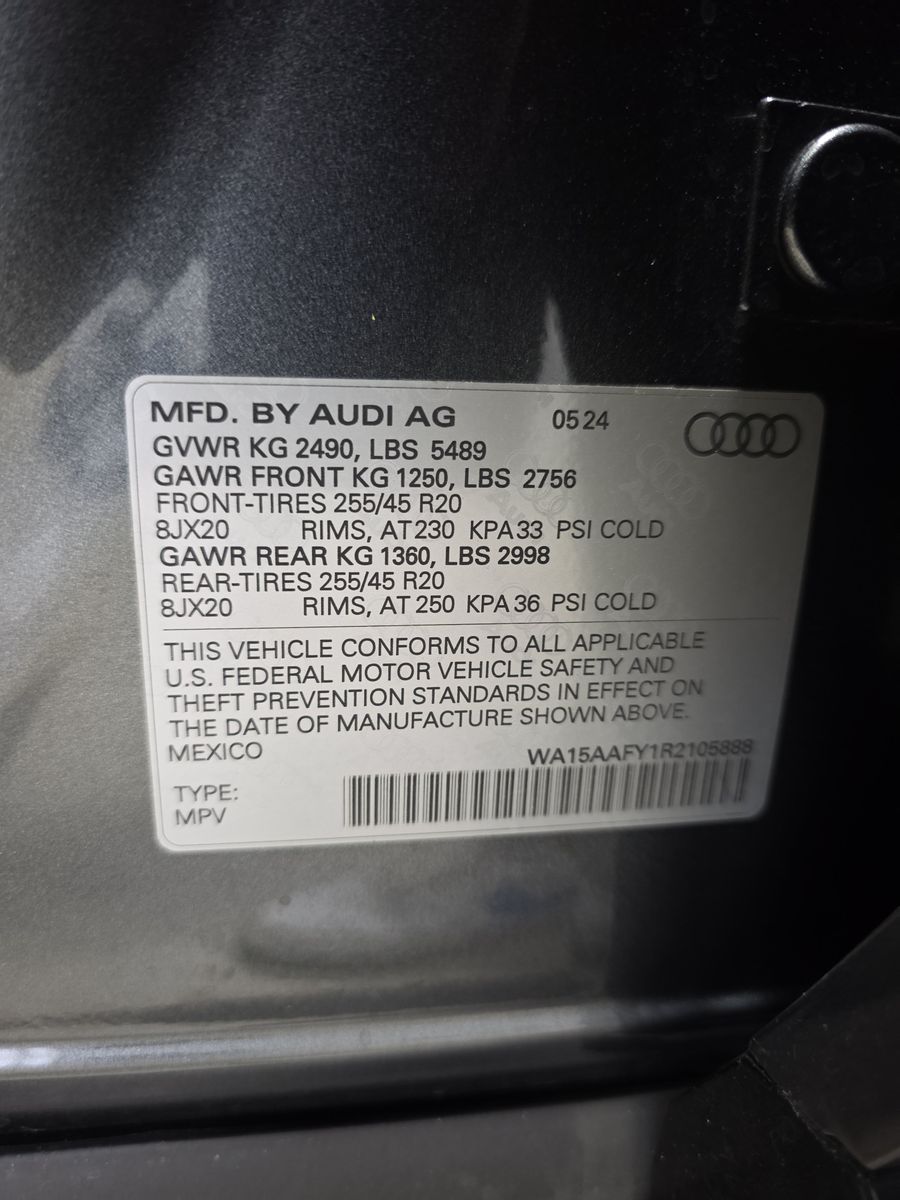 MFD. BY AUDI AG 05 24
GVWR KG 2490, LBS 5489
GAWR FRONT KG 1250, LBS 2756
FRONT-TIRES 255/45 R20
8JX20 RIMS, AT 230 KPA 33 PSI COLD
GAWR REAR KG 1360, LBS 2998
REAR-TIRES 255/45 R20
8JX20 RIMS, AT 250 KPA 36 PSI COLD
THIS VEHICLE CONFORMS TO ALL APPLICABLE
U.S. FEDERAL MOTOR VEHICLE SAFETY AND
THEFT PREVENTION STANDARDS IN EFFECT ON
THE DATE OF MANUFACTURE SHOWN ABOVE.
MEXICO WA15AAFY1R2105888
TYPE:
MPV